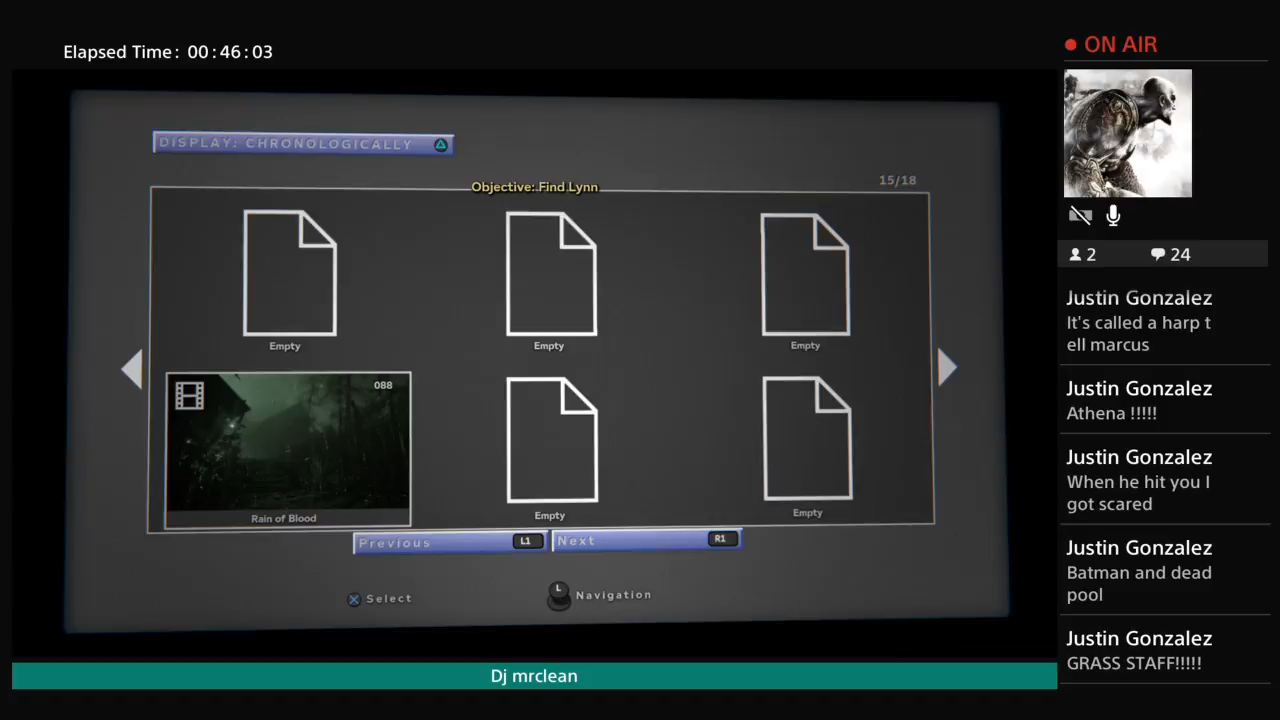 Elapsed Time: 00:46:03
ON AIR
DISPLAY: CHRONOLOGICALLY
Objective: Find Lynn
15/18
Empty
Empty
Empty
088
Rain of Blood
Empty
Empty
Previous
L1
Next
R1
Select
L
Navigation
Dj mrclean
2
24
Justin Gonzalez
It's called a harp t
ell marcus
Justin Gonzalez
Athena !!!!!
Justin Gonzalez
When he hit you I
got scared
Justin Gonzalez
Batman and dead
pool
Justin Gonzalez
GRASS STAFF!!!!!